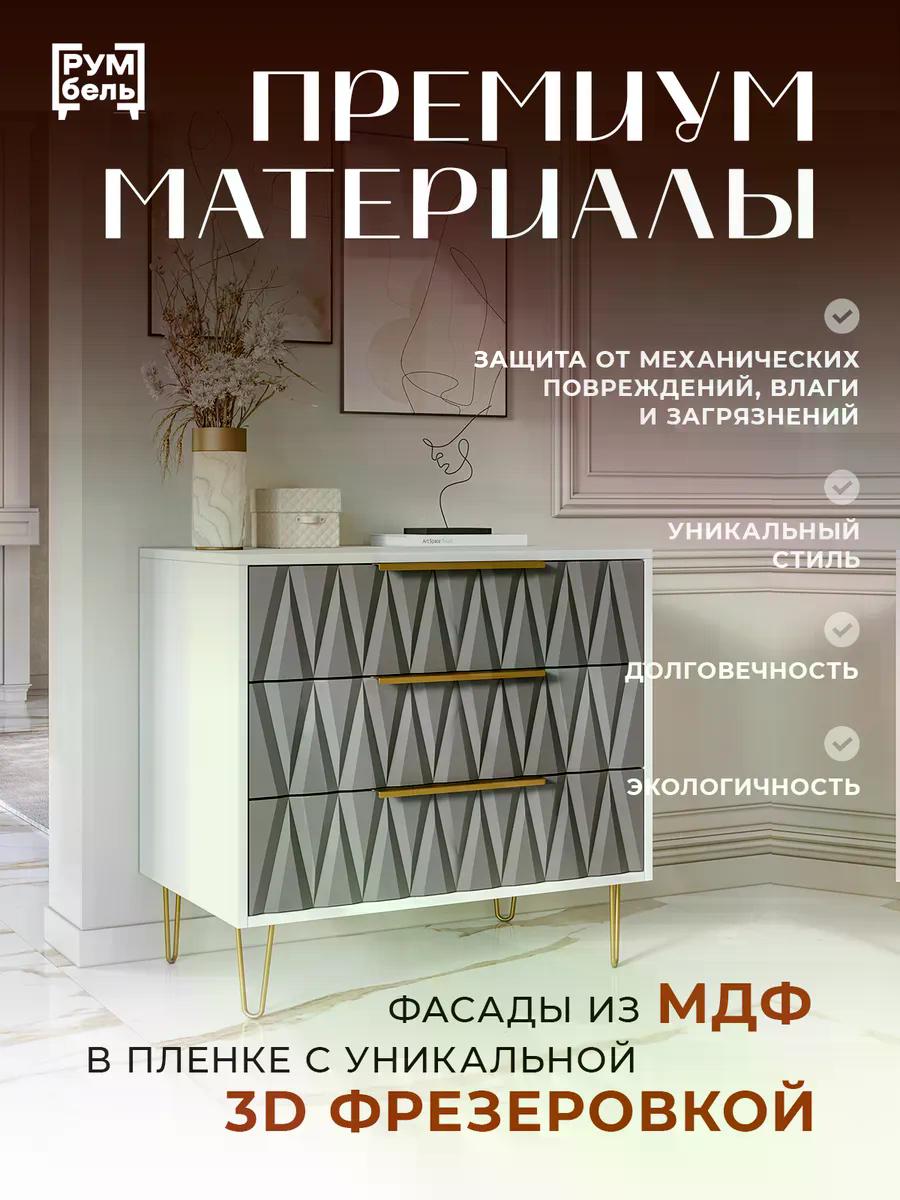 РУМ
бель
ПРЕМИУМ
МАТЕРИАЛЫ
ЗАЩИТА ОТ МЕХАНИЧЕСКИХ
ПОВРЕЖДЕНИЙ, ВЛАГИ
И ЗАГРЯЗНЕНИЙ
УНИКАЛЬНЫЙ
СТИЛЬ
ArtSpace
ДОЛГОВЕЧНОСТЬ
ЭКОЛОГИЧНОСТЬ
ФАСАДЫ ИЗ МДФ
В ПЛЕНКЕ С УНИКАЛЬНОЙ
3D ФРЕЗЕРОВКОЙ